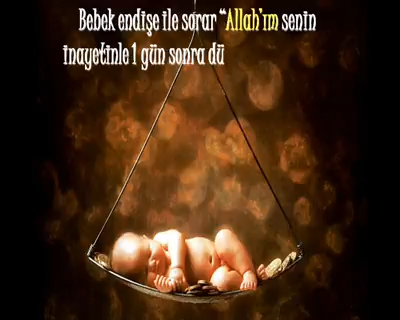 Bebek endişe ile sorar “Allah’ım senin
inayetinle 1 gün sonra dü